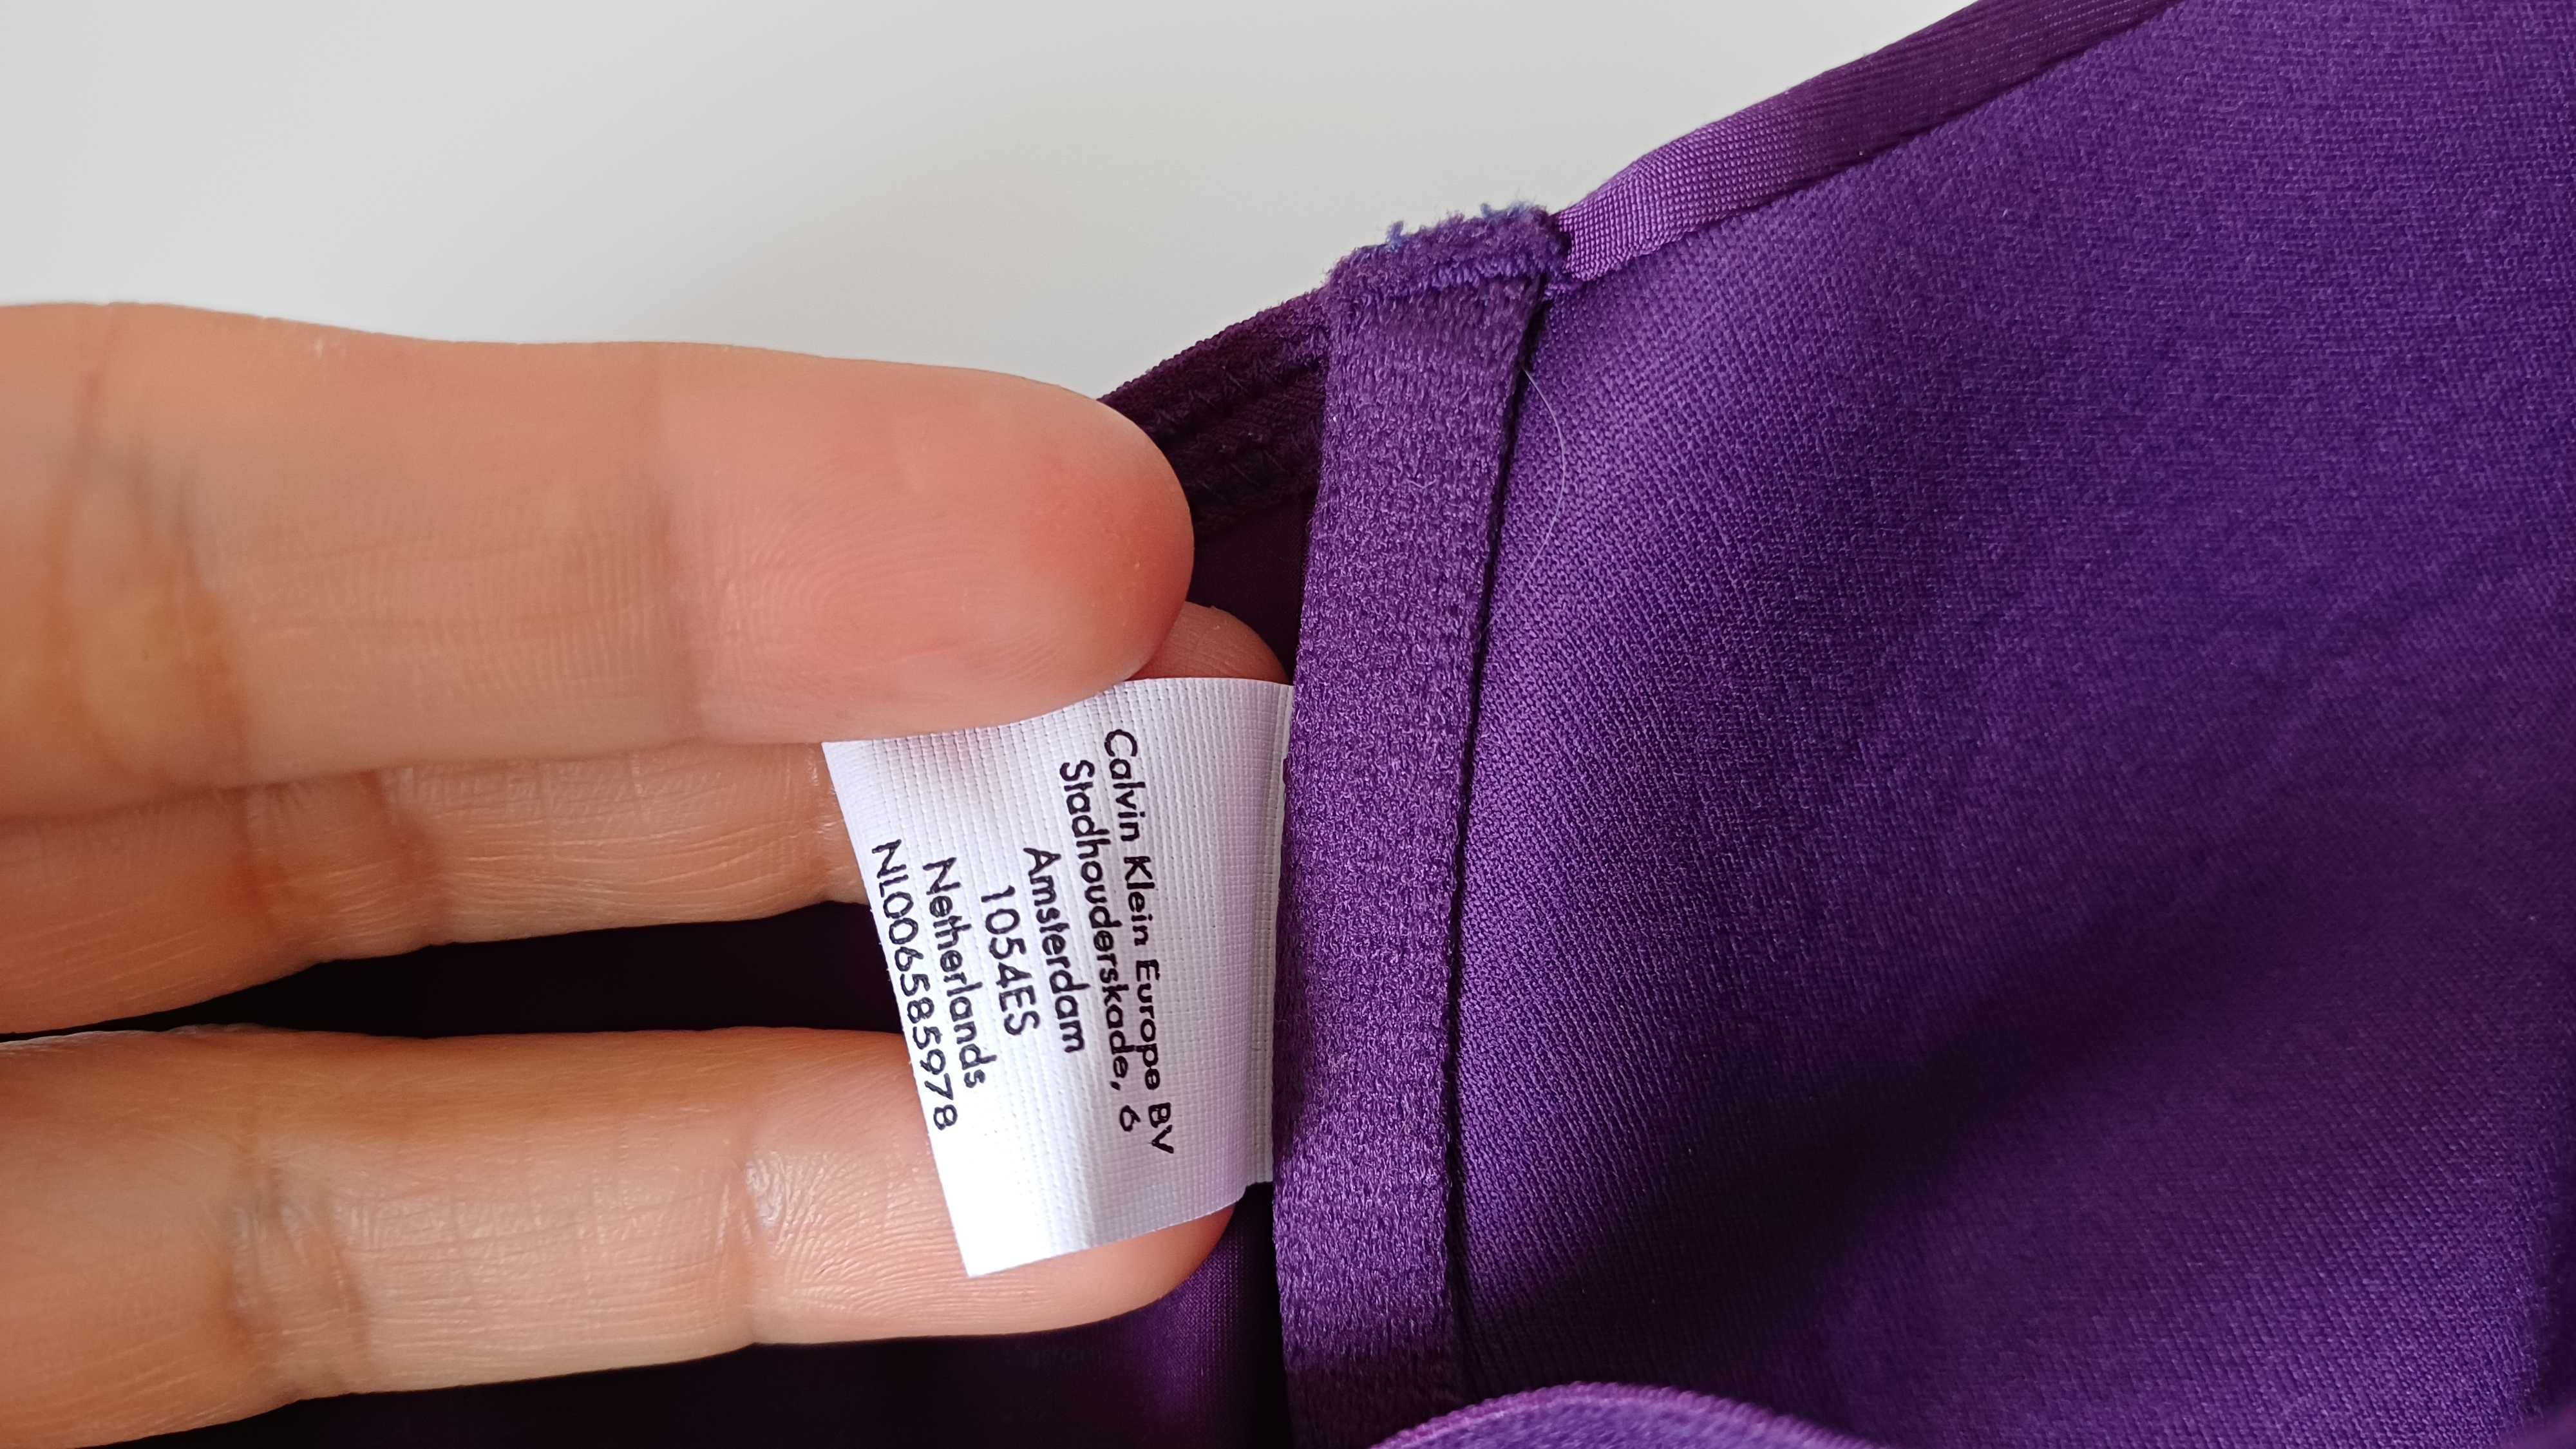 Calvin Klein Europe BV
Stadhouderskade, 6
Amsterdam
1054ES
Netherlands
NL006585978